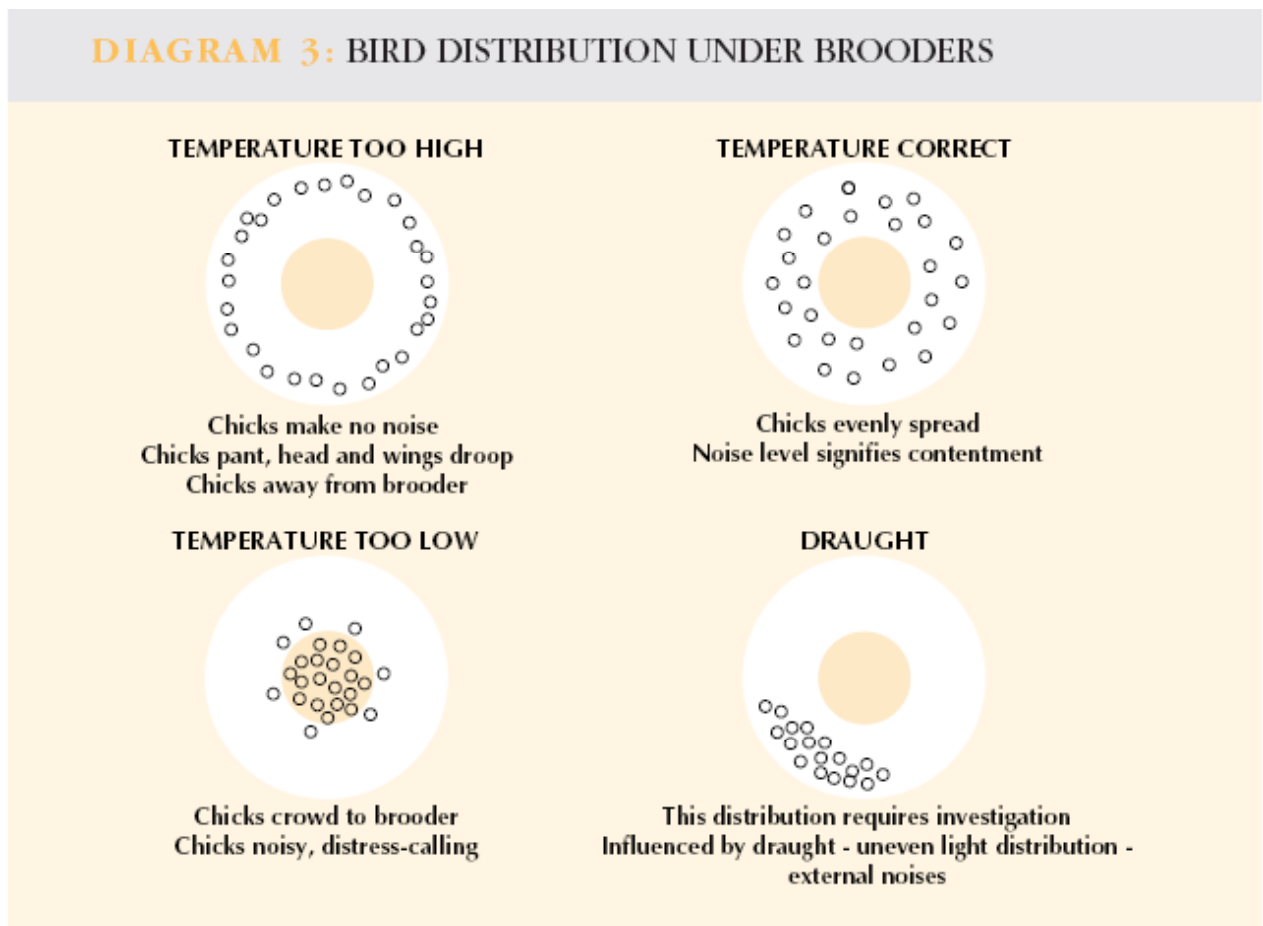 DIAGRAM 3: BIRD DISTRIBUTION UNDER BROODERS
TEMPERATURE TOO HIGH
Chicks make no noise
Chicks pant, head and wings droop
Chicks away from brooder
TEMPERATURE CORRECT
Chicks evenly spread
Noise level signifies contentment
TEMPERATURE TOO LOW
Chicks crowd to brooder
Chicks noisy, distress-calling
DRAUGHT
This distribution requires investigation
Influenced by draught - uneven light distribution -
external noises